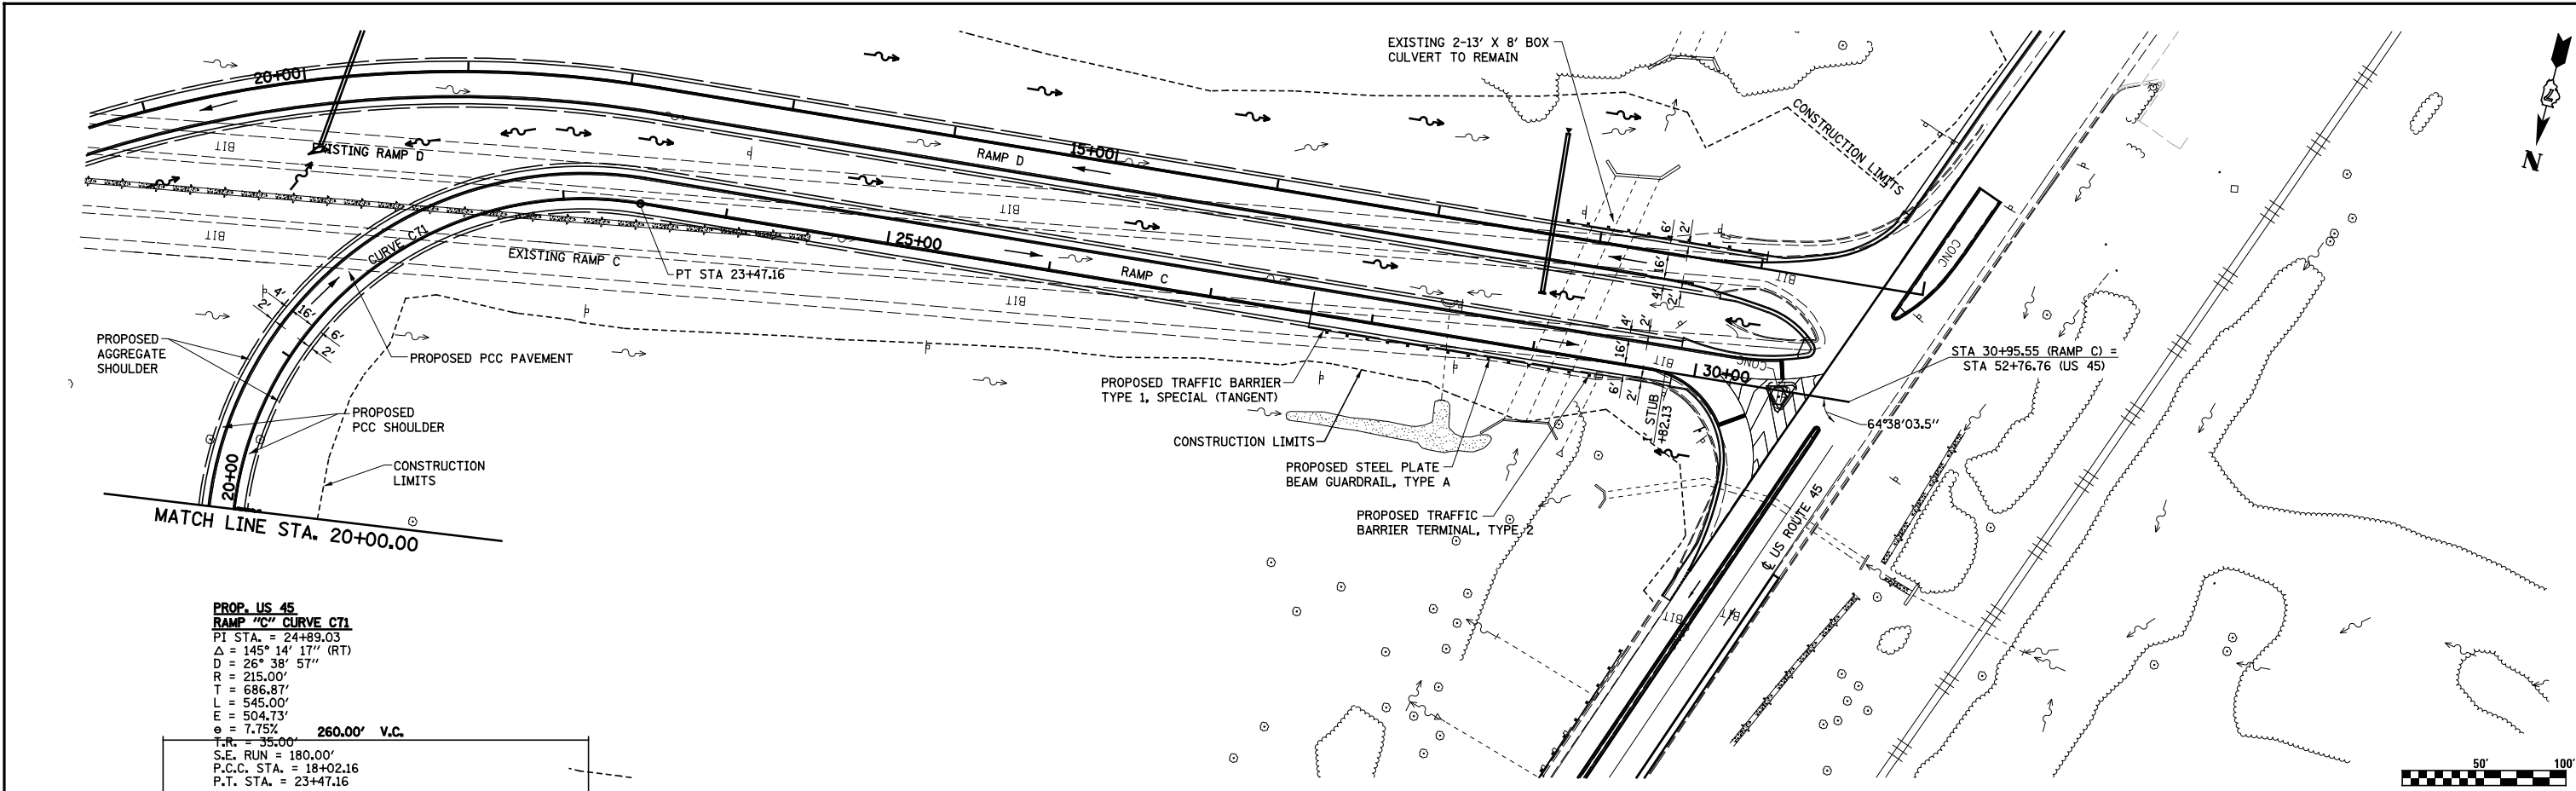 EXISTING 2-13' X 8' BOX
CULVERT TO REMAIN
20+00
CONSTRUCTION LIMITS
N
BIT
EXISTING RAMP D
RAMP D
15+00
BIT
BIT
6'
2'
16'
4'
2'
BIT
CONC
CURVE C71
25+00
EXISTING RAMP C
PT STA 23+47.16
RAMP C
BIT
4'
2'
16'
BIT
CONC
30+00
6'
2'
1' STUB
+82.13
STA 30+95.55 (RAMP C) =
STA 52+76.76 (US 45)
64°38'03.5"
4'
2'
16'
6'
2'
PROPOSED
AGGREGATE
SHOULDER
PROPOSED PCC PAVEMENT
PROPOSED
PCC SHOULDER
CONSTRUCTION
LIMITS
20+00
MATCH LINE STA. 20+00.00
PROPOSED TRAFFIC BARRIER
TYPE 1, SPECIAL (TANGENT)
CONSTRUCTION LIMITS
PROPOSED STEEL PLATE
BEAM GUARDRAIL, TYPE A
PROPOSED TRAFFIC
BARRIER TERMINAL, TYPE 2
℄ US ROUTE 45
BIT
BIT
PROP. US 45
RAMP "C" CURVE C71
PI STA. = 24+89.03
Δ = 145° 14' 17" (RT)
D = 26° 38' 57"
R = 215.00'
T = 686.87'
L = 545.00'
E = 504.73'
e = 7.75%
260.00' V.C.
T.R. = 35.00'
S.E. RUN = 180.00'
P.C.C. STA. = 18+02.16
P.T. STA. = 23+47.16
50'
100'